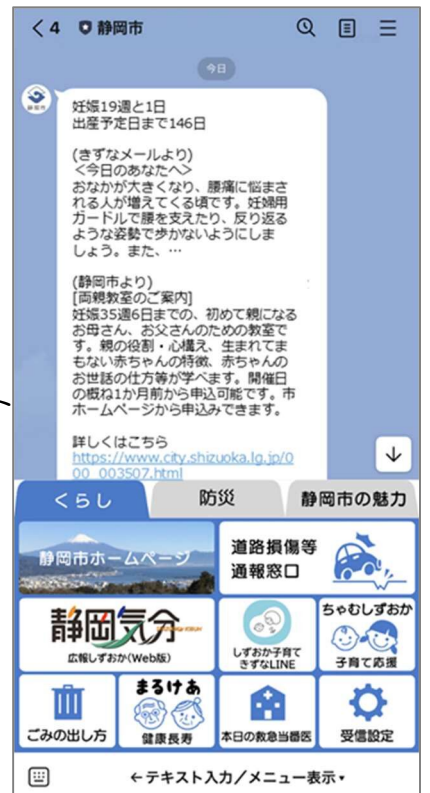 4 静岡市
今日
妊娠19週と1日
出産予定日まで146日
(きずなメールより)
<今日のあなたへ>
おなかが大きくなり、腰痛に悩まさ
れる人が増えてくる頃です。妊婦用
ガードルで腰を支えたり、反り返る
ような姿勢で歩かないようにしま
しょう。また、…
(静岡市より)
[両親教室のご案内]
妊娠35週6日までの、初めて親になる
お母さん、お父さんのための教室で
す。親の役割・心構え、生まれてま
もない赤ちゃんの特徴、赤ちゃんの
お世話の仕方等が学べます。開催日
の概ね1か月前から申込可能です。市
ホームページから申込みできます。
詳しくはこちら
https://www.city.shizuoka.lg.jp/0
00_003507.html
くらし 防災 静岡市の魅力
静岡市ホームページ
道路損傷等
通報窓口
静岡気分
広報しずおか(Web版)
しずおか子育て
きずなLINE
ちゃむしずおか
子育て応援
ごみの出し方
まるけあ
健康長寿
本日の救急当番医
受信設定
←テキスト入力/メニュー表示▾